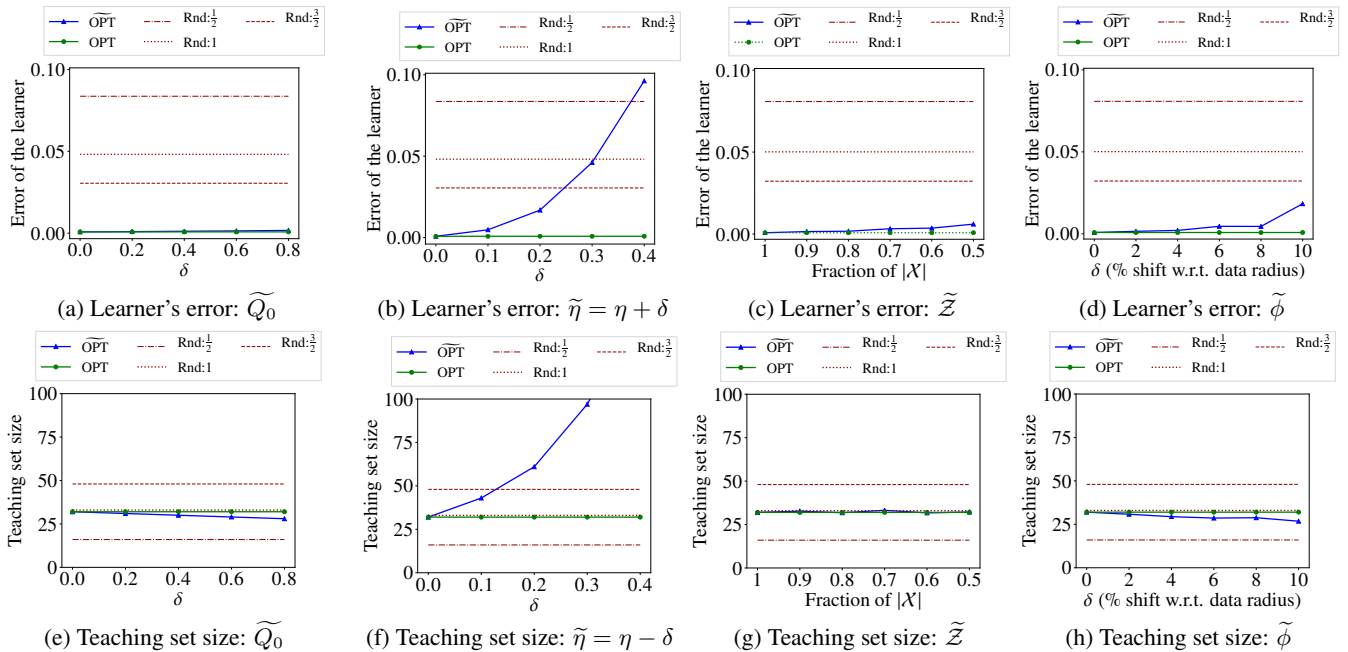 OPT~ Rnd:1/2 Rnd:3/2
OPT Rnd:1
0.10
0.05
0.00
Error of the learner
0.0 0.2 0.4 0.6 0.8
δ
(a) Learner's error: Q̃₀
OPT~ Rnd:1/2 Rnd:3/2
OPT Rnd:1
0.10
0.05
0.00
Error of the learner
0.0 0.1 0.2 0.3 0.4
δ
(b) Learner's error: η̃ = η + δ
OPT~ Rnd:1/2 Rnd:3/2
OPT Rnd:1
0.10
0.05
0.00
Error of the learner
1 0.9 0.8 0.7 0.6 0.5
Fraction of |𝒳|
(c) Learner's error: 𝒵̃
OPT~ Rnd:1/2 Rnd:3/2
OPT Rnd:1
0.10
0.05
0.00
Error of the learner
0 2 4 6 8 10
δ (% shift w.r.t. data radius)
(d) Learner's error: ϕ̃
OPT~ Rnd:1/2 Rnd:3/2
OPT Rnd:1
100
75
50
25
0
Teaching set size
0.0 0.2 0.4 0.6 0.8
δ
(e) Teaching set size: Q̃₀
OPT~ Rnd:1/2 Rnd:3/2
OPT Rnd:1
100
75
50
25
0
Teaching set size
0.0 0.1 0.2 0.3 0.4
δ
(f) Teaching set size: η̃ = η − δ
OPT~ Rnd:1/2 Rnd:3/2
OPT Rnd:1
100
75
50
25
0
Teaching set size
1 0.9 0.8 0.7 0.6 0.5
Fraction of |𝒳|
(g) Teaching set size: 𝒵̃
OPT~ Rnd:1/2 Rnd:3/2
OPT Rnd:1
100
75
50
25
0
Teaching set size
0 2 4 6 8 10
δ (% shift w.r.t. data radius)
(h) Teaching set size: ϕ̃